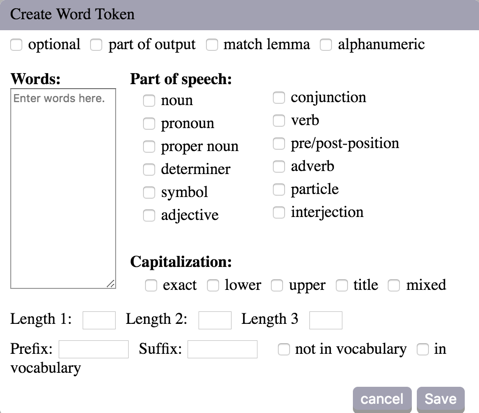 Create Word Token
optional part of output match lemma alphanumeric
Words: Part of speech:
Enter words here.
noun conjunction
pronoun verb
proper noun pre/post-position
determiner adverb
symbol particle
adjective interjection
Capitalization:
exact lower upper title mixed
Length 1: Length 2: Length 3
Prefix: Suffix: not in vocabulary in
vocabulary
cancel Save